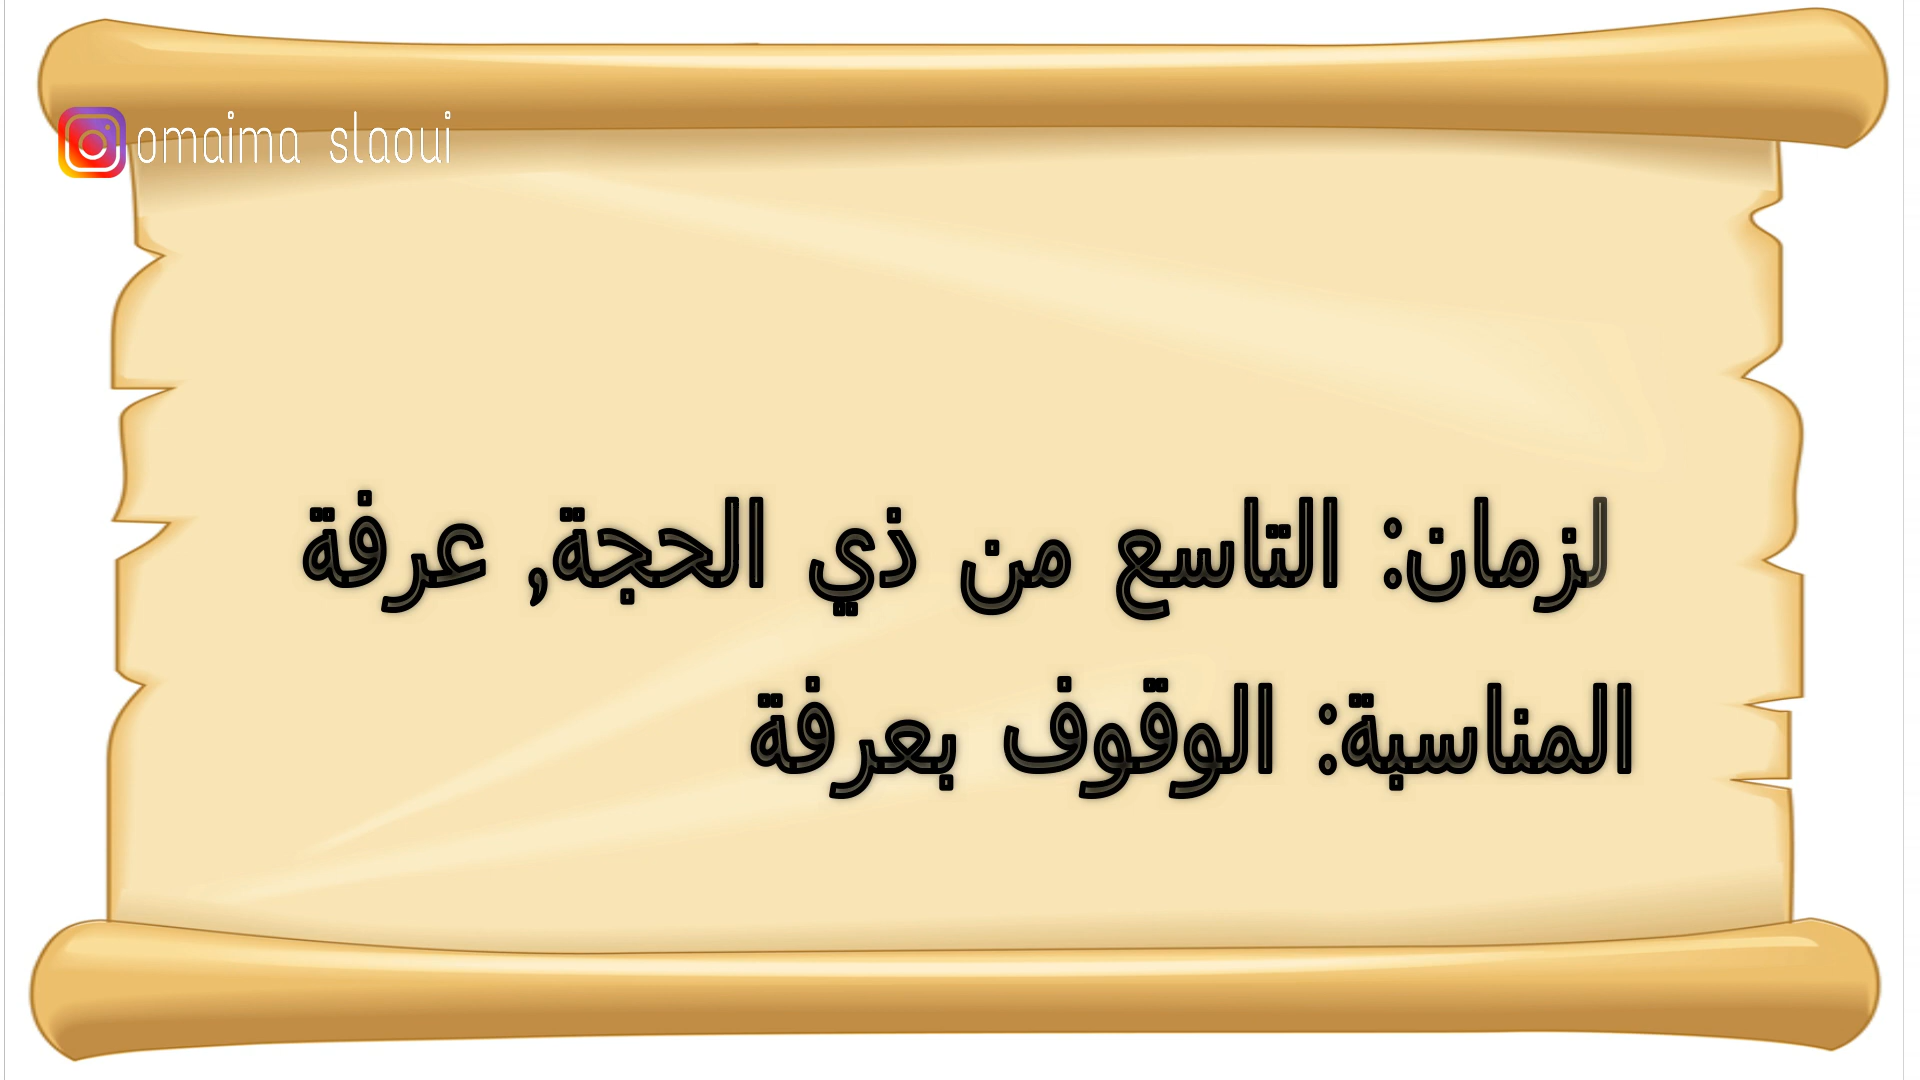 omaima slaoui
لزمان: التاسع من ذي الحجة, عرفة
المناسبة: الوقوف بعرفة